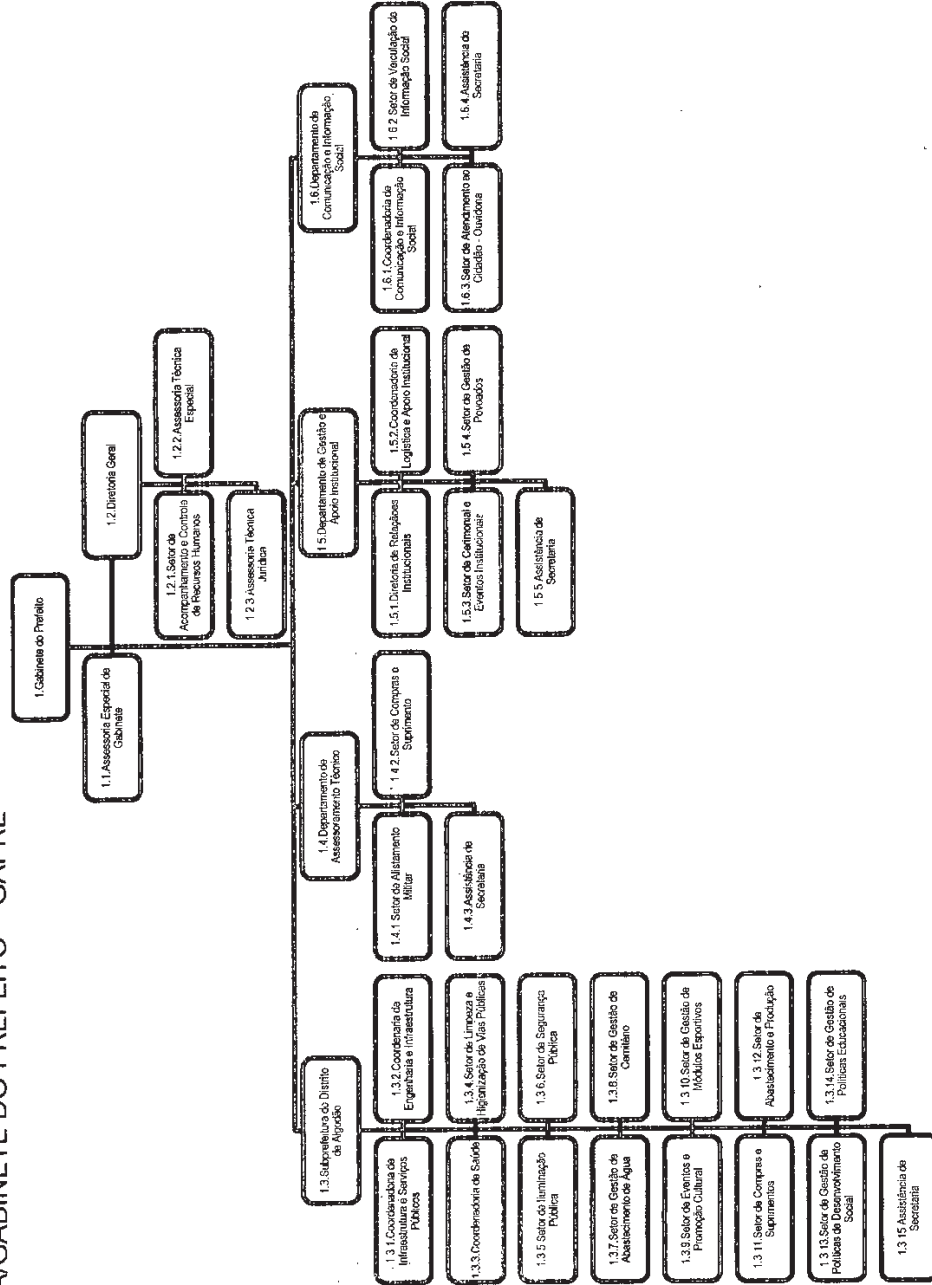 GABINETE DO PREFEITO - GAPRE
1.Gabinete do Prefeito
1.1.Assessoria Especial de
Gabinete
1.2.Diretoria Geral
1.2.1.Setor de
Acompanhamento e Controle
de Recursos Humanos
1.2.2.Assessoria Técnica
Especial
1.2.3 Assessoria Técnica
Jurídica
1.3.Subprefeitura do Distrito
de Algodão
1.3.1.Coordenadoria de
Infraestrutura e Serviços
Públicos
1.3.2.Coordenaria da
Engenharia e Infraestrutura
1.3.3.Coordenadoria de Saúde
1.3.4.Setor de Limpeza e
Higienização de Vias Públicas
1.3.5 Setor de Iluminação
Pública
1.3.6.Setor de Segurança
Pública
1.3.7.Setor de Gestão de
Abastecimento de Água
1.3.8.Setor de Gestão de
Cemitério
1.3.9.Setor de Eventos e
Promoção Cultural
1.3 10.Setor de Gestão de
Módulos Esportivos
1.3 11.Setor de Compras e
Suprimentos
1.3 12.Setor de
Abastecimento e Produção
1.3 13.Setor de Gestão de
Políticas de Desenvolvimento
Social
1.3.14.Setor de Gestão de
Políticas Educacionais
1.3 15 Assistência de
Secretaria
1.4.Departamento de
Assessoramento Técnico
1.4.1 Setor de Alistamento
Militar
1 4 2.Setor de Compras e
Suprimento
1.4.3.Assistência de
Secretaria
1 5.Departamento de Gestão e
Apoio Institucional
1.5.1.Diretoria de Relações
Institucionais
1.5.2.Coordenadoria de
Logística e Apoio Institucional
1.5.3.Setor de Cerimonial e
Eventos Institucionais
1.5 4.Setor de Gestão de
Povoados
1 5 5 Assistência de
Secretaria
1.6.Departamento de
Comunicação e Informação
Social
1.6.1.Coordenadoria de
Comunicação e Informação
Social
1 6.2 Setor de Veiculação de
Informação Social
1.6.3.Setor de Atendimento ao
Cidadão - Ouvidoria
1.6.4.Assistência de
Secretaria